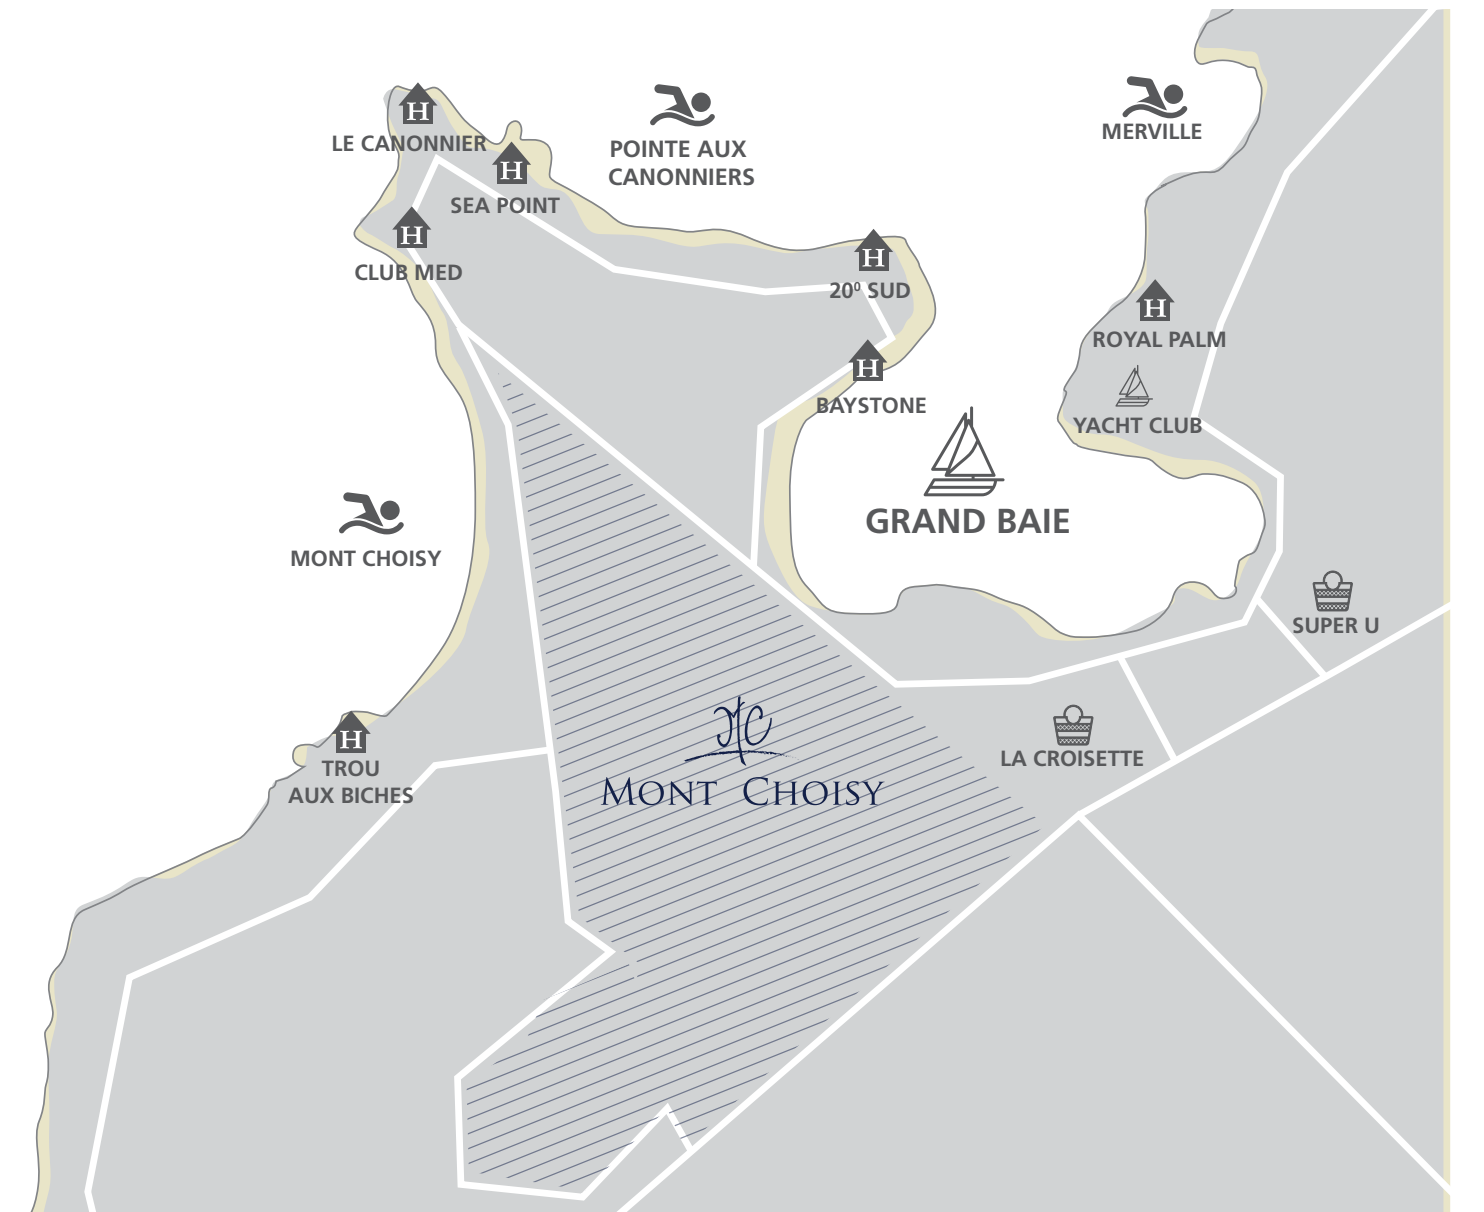 LE CANONNIER
POINTE AUX
CANONNIERS
MERVILLE
SEA POINT
CLUB MED
20⁰ SUD
ROYAL PALM
BAYSTONE
YACHT CLUB
GRAND BAIE
MONT CHOISY
SUPER U
MC
MONT CHOISY
LA CROISETTE
TROU
AUX BICHES
H
H
H
H
H
H
H